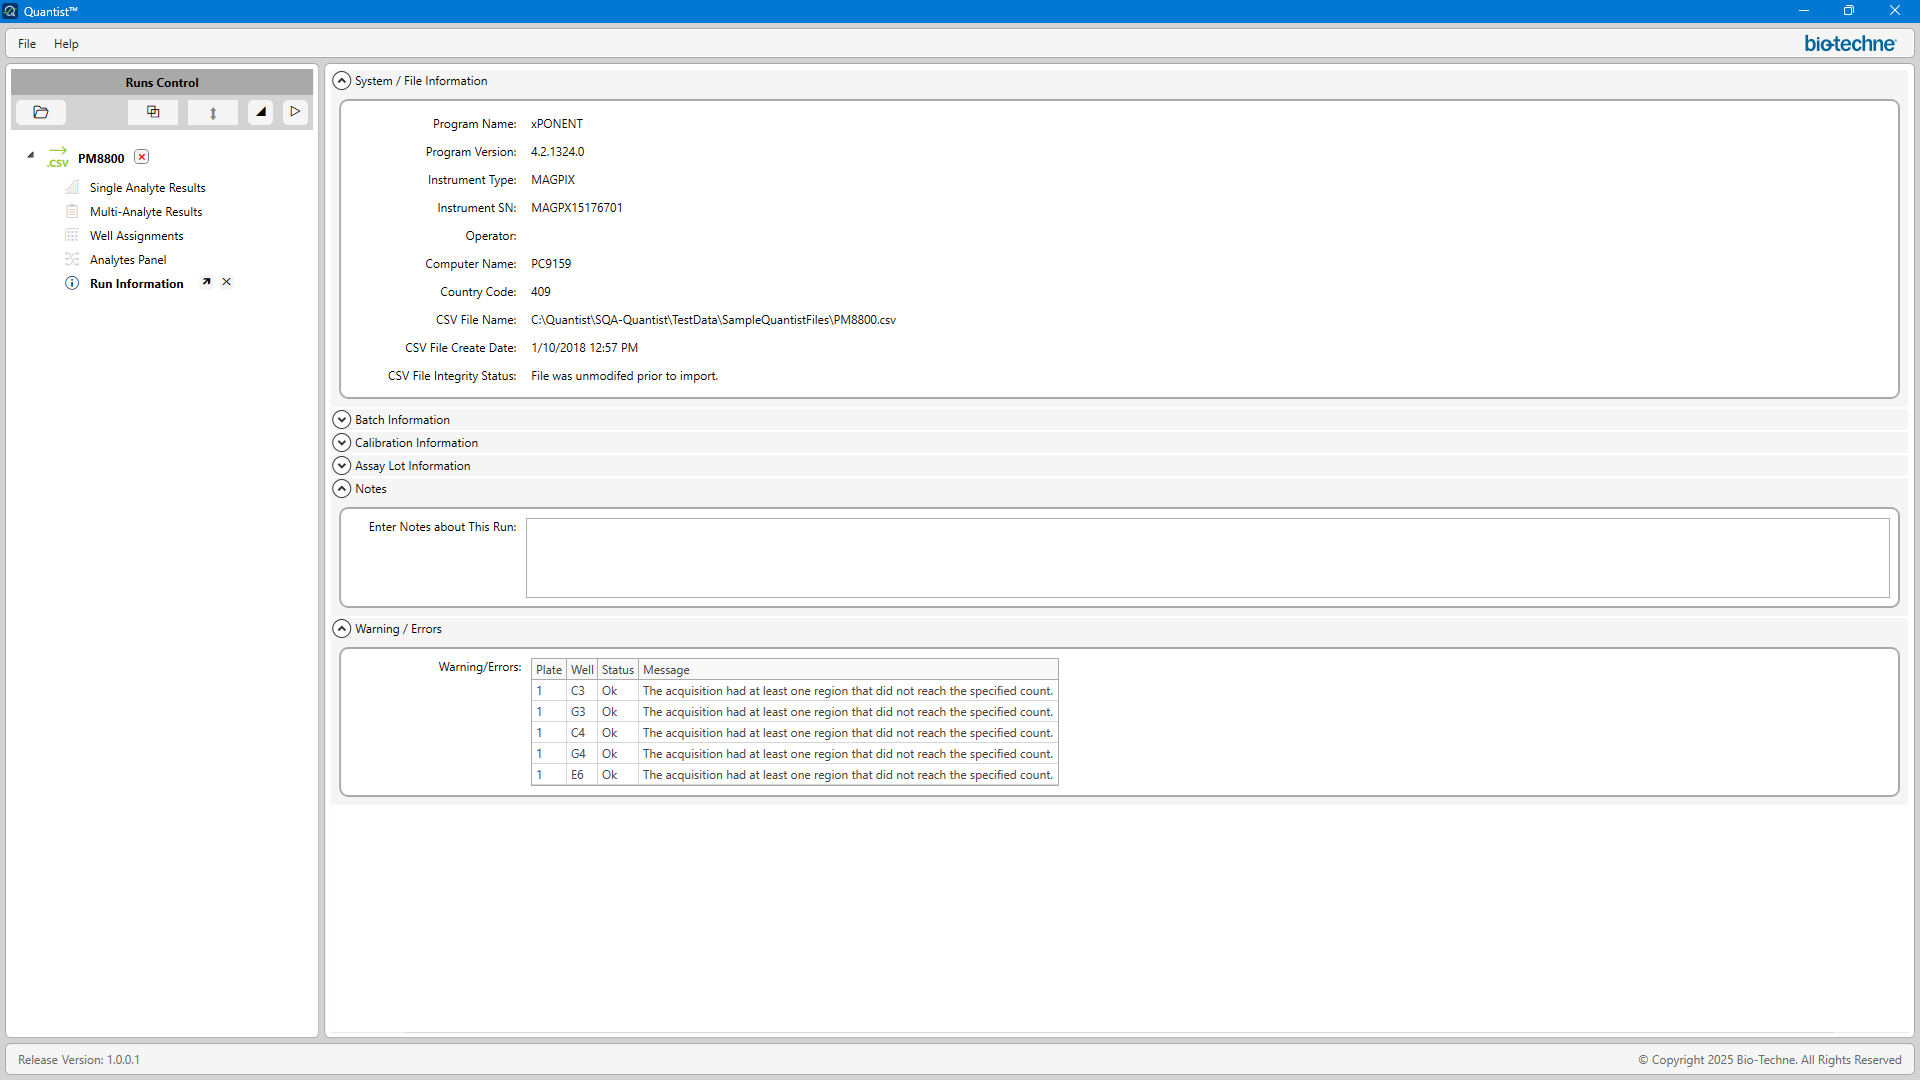 Quantist™
File Help
bio-techne®
Runs Control
.CSV PM8800
Single Analyte Results
Multi-Analyte Results
Well Assignments
Analytes Panel
Run Information
System / File Information
Program Name: xPONENT
Program Version: 4.2.1324.0
Instrument Type: MAGPIX
Instrument SN: MAGPX15176701
Operator:
Computer Name: PC9159
Country Code: 409
CSV File Name: C:\Quantist\SQA-Quantist\TestData\SampleQuantistFiles\PM8800.csv
CSV File Create Date: 1/10/2018 12:57 PM
CSV File Integrity Status: File was unmodifed prior to import.
Batch Information
Calibration Information
Assay Lot Information
Notes
Enter Notes about This Run:
Warning / Errors
Warning/Errors: Plate Well Status Message
1 C3 Ok The acquisition had at least one region that did not reach the specified count.
1 G3 Ok The acquisition had at least one region that did not reach the specified count.
1 C4 Ok The acquisition had at least one region that did not reach the specified count.
1 G4 Ok The acquisition had at least one region that did not reach the specified count.
1 E6 Ok The acquisition had at least one region that did not reach the specified count.
Release Version: 1.0.0.1
© Copyright 2025 Bio-Techne. All Rights Reserved